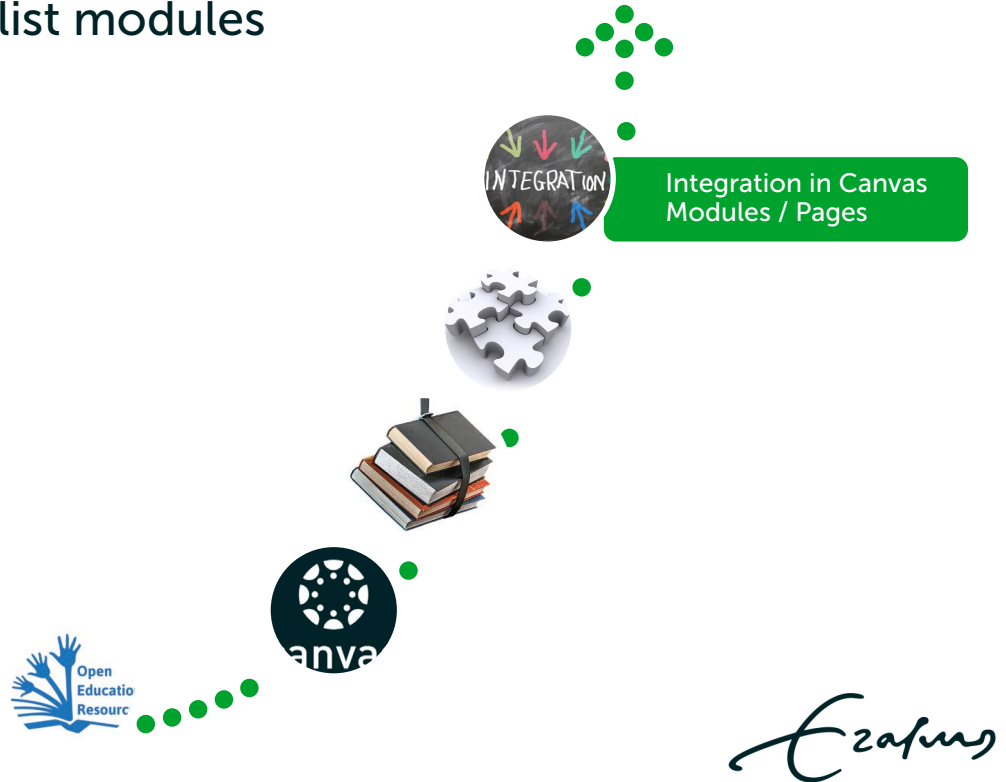 list modules
INTEGRATION
Integration in Canvas
Modules / Pages
anva
Open
Educatio
Resourc
Erasmus